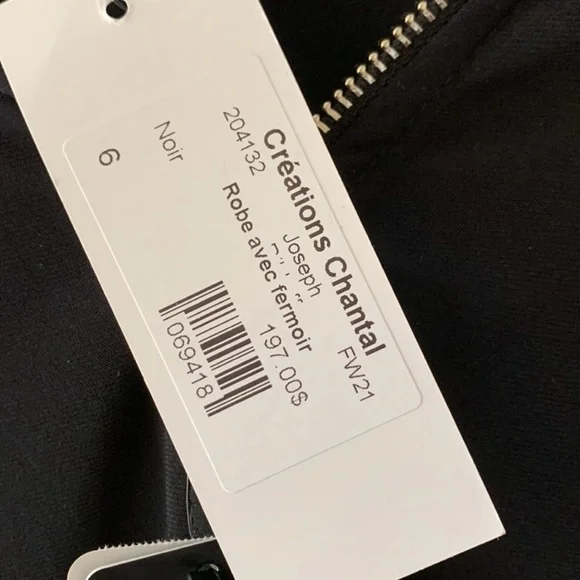 Créations Chantal
204132 FW21
Joseph
Robe avec fermoir
Noir 197.00$
6
069418